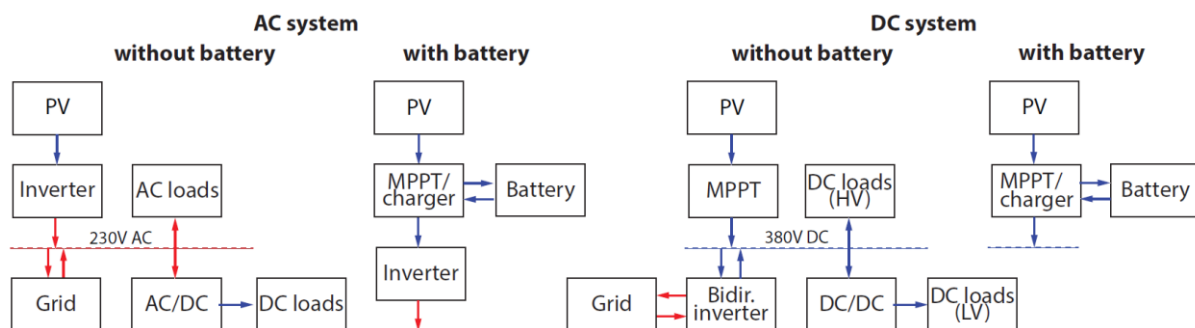 AC system
without battery
with battery
PV
Inverter
AC loads
230V AC
Grid
AC/DC
DC loads
PV
MPPT/
charger
Battery
Inverter
DC system
without battery
with battery
PV
MPPT
DC loads
(HV)
380V DC
Grid
Bidir.
inverter
DC/DC
DC loads
(LV)
PV
MPPT/
charger
Battery